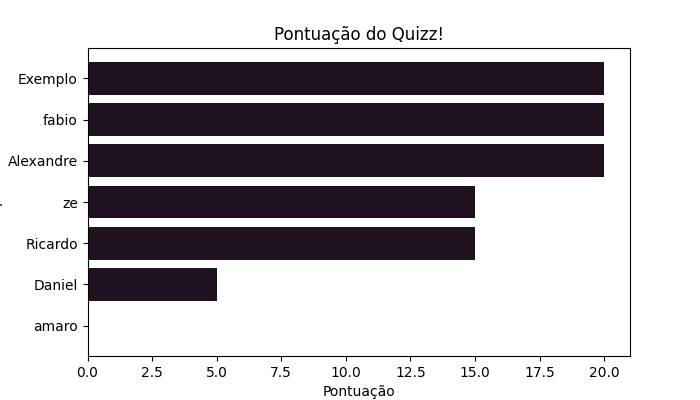 Pontuação do Quizz!
Exemplo
fabio
Alexandre
ze
Ricardo
Daniel
amaro
0.0 2.5 5.0 7.5 10.0 12.5 15.0 17.5 20.0
Pontuação